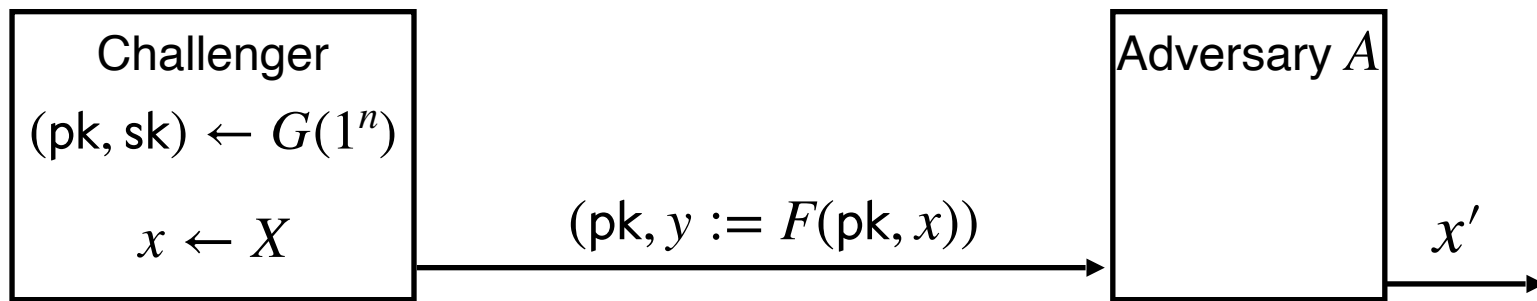 Challenger
(pk, sk) ← G(1ⁿ)
x ← X
(pk, y := F(pk, x))
Adversary A
x′